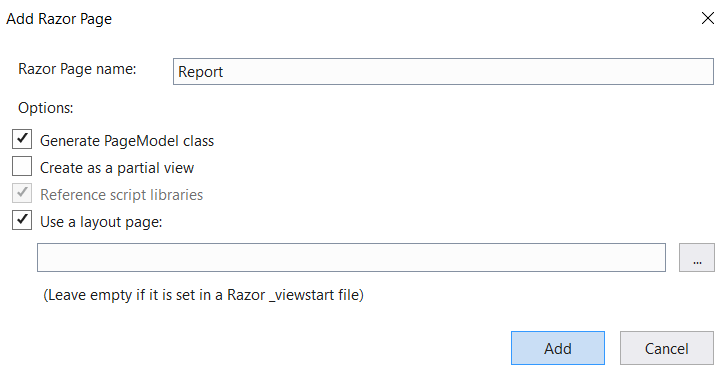 Add Razor Page
Razor Page name: Report
Options:
Generate PageModel class
Create as a partial view
Reference script libraries
Use a layout page:
...
(Leave empty if it is set in a Razor _viewstart file)
Add Cancel